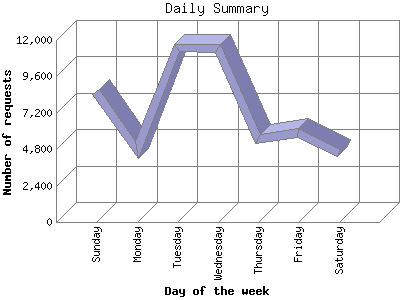 Daily Summary
12,000
9,600
7,200
4,800
2,400
0
Number of requests
Sunday
Monday
Tuesday
Wednesday
Thursday
Friday
Saturday
Day of the week